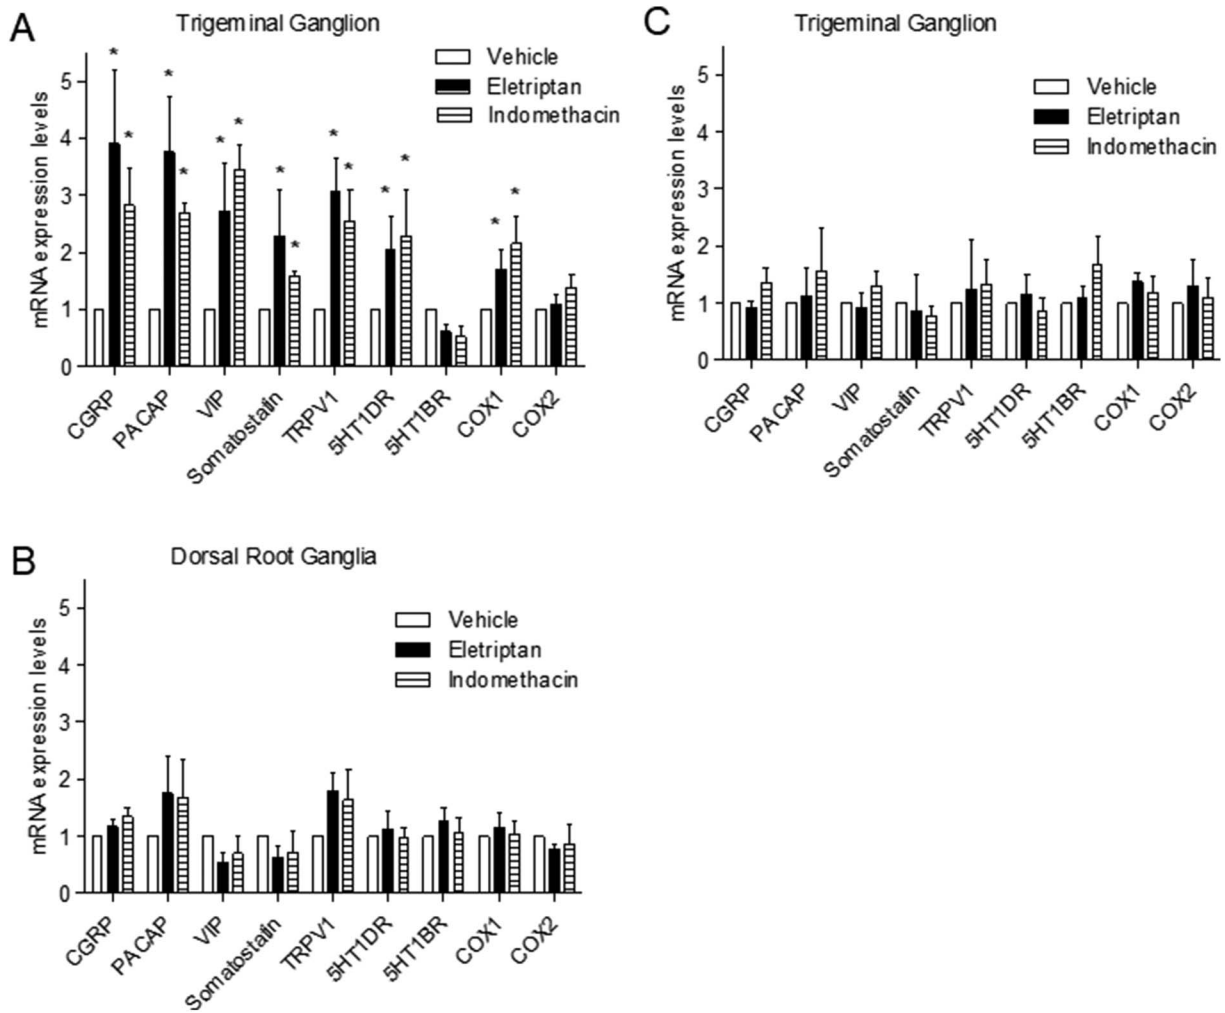 A
Trigeminal Ganglion
Vehicle
Eletriptan
Indomethacin
mRNA expression levels
5
4
3
2
1
0
* * * * * * * * * * * * * *
CGRP
PACAP
VIP
Somatostatin
TRPV1
5HT1DR
5HT1BR
COX1
COX2
C
Trigeminal Ganglion
Vehicle
Eletriptan
Indomethacin
mRNA expression levels
5
4
3
2
1
0
CGRP
PACAP
VIP
Somatostatin
TRPV1
5HT1DR
5HT1BR
COX1
COX2
B
Dorsal Root Ganglia
Vehicle
Eletriptan
Indomethacin
mRNA expression levels
5
4
3
2
1
0
CGRP
PACAP
VIP
Somatostatin
TRPV1
5HT1DR
5HT1BR
COX1
COX2